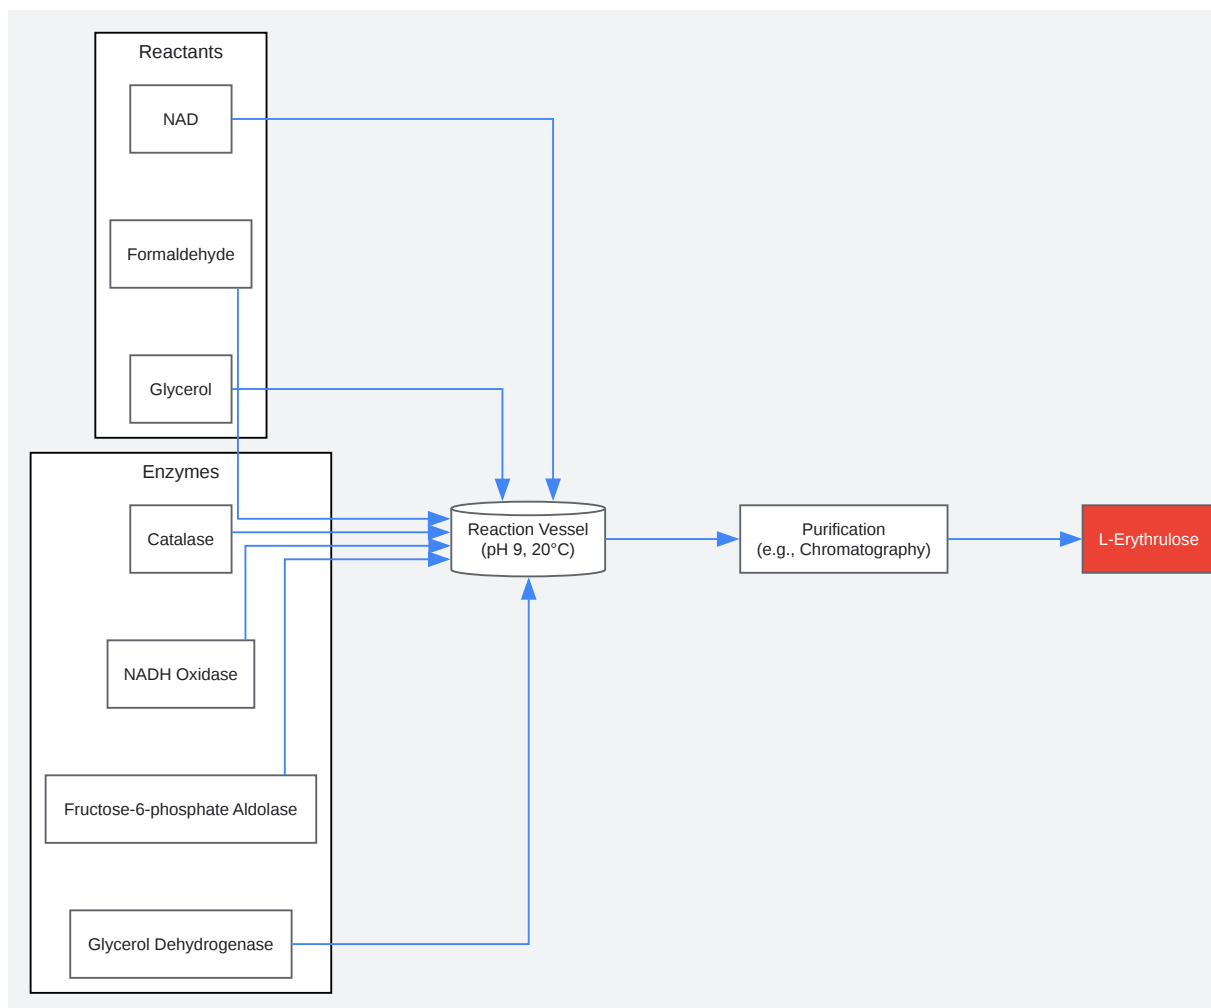 Reactants
NAD
Formaldehyde
Glycerol
Enzymes
Catalase
NADH Oxidase
Fructose-6-phosphate Aldolase
Glycerol Dehydrogenase
Reaction Vessel
(pH 9, 20°C)
Purification
(e.g., Chromatography)
L-Erythrulose